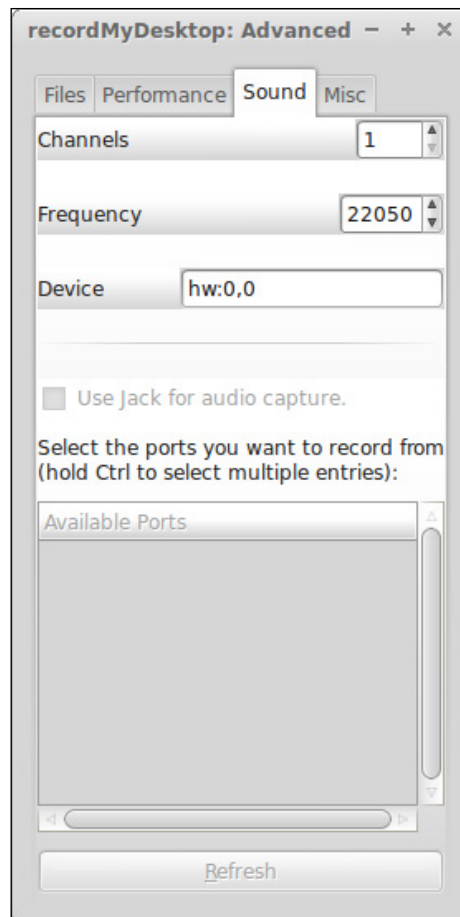 recordMyDesktop: Advanced
Files Performance Sound Misc
Channels 1
Frequency 22050
Device hw:0,0
Use Jack for audio capture.
Select the ports you want to record from
(hold Ctrl to select multiple entries):
Available Ports
Refresh